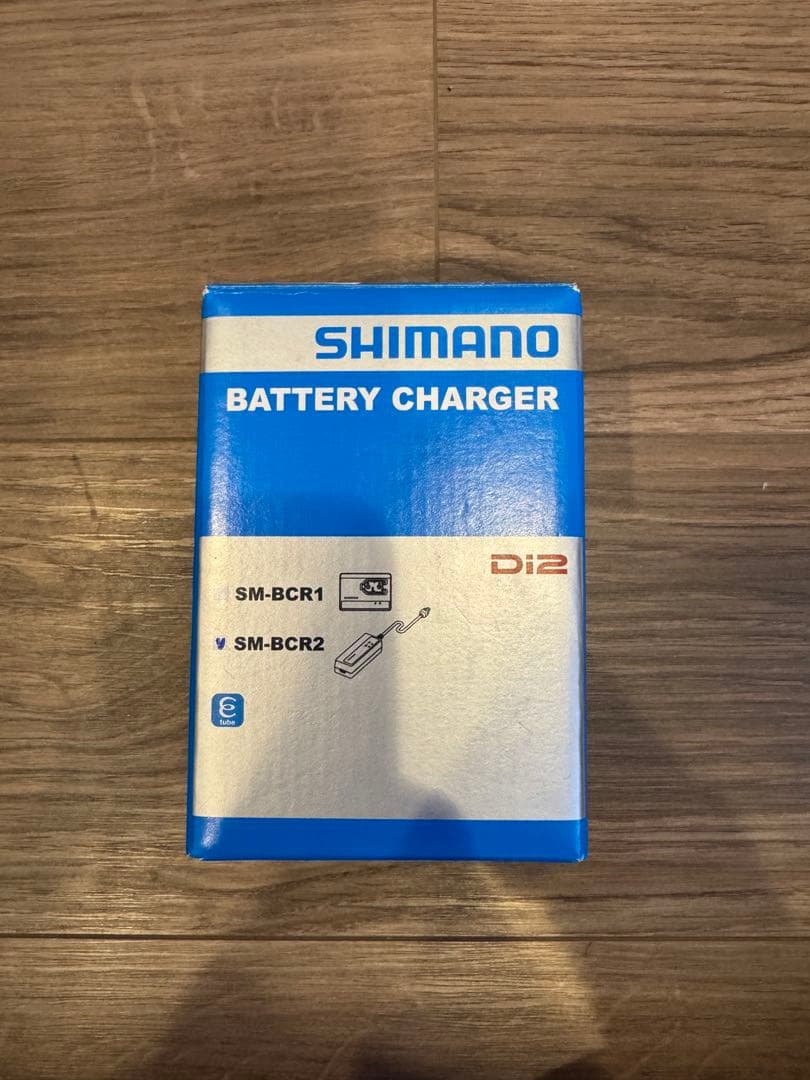 SHIMANO
BATTERY CHARGER
Di2
SM-BCR1
SM-BCR2
E
tube